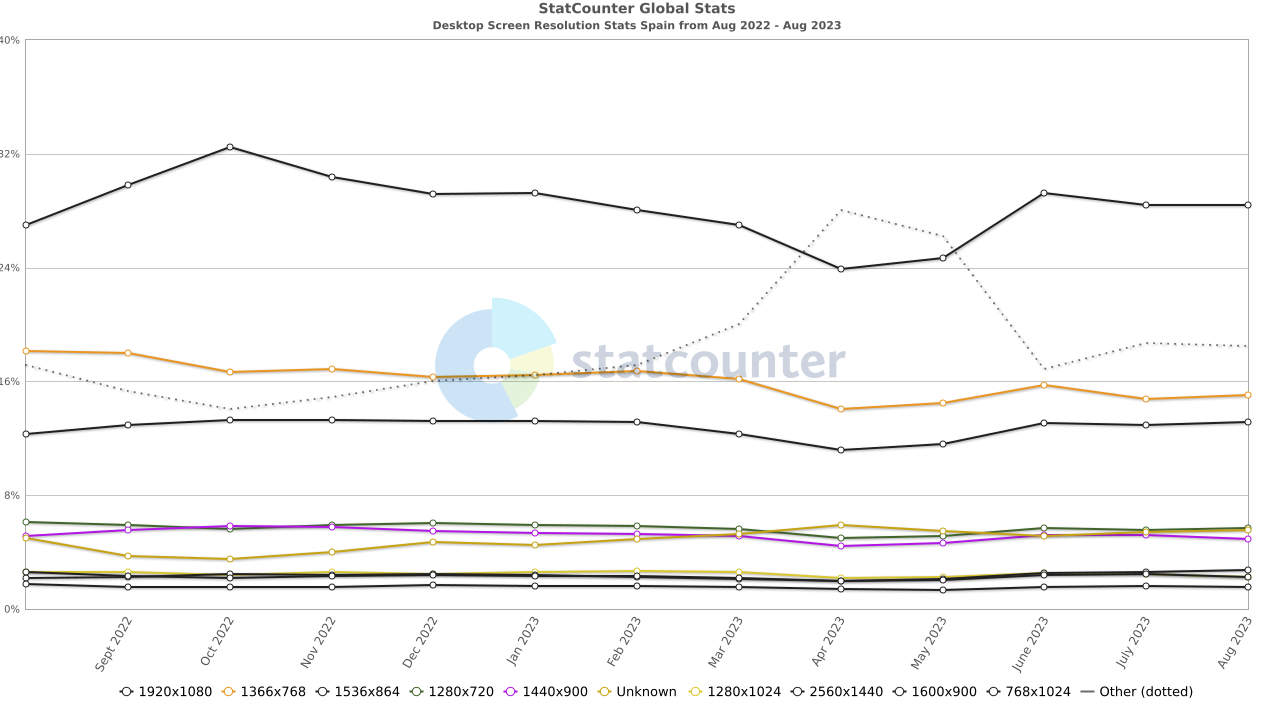 StatCounter Global Stats
Desktop Screen Resolution Stats Spain from Aug 2022 - Aug 2023
40%
32%
24%
16%
8%
0%
statcounter
Sept 2022 Oct 2022 Nov 2022 Dec 2022 Jan 2023 Feb 2023 Mar 2023 Apr 2023 May 2023 June 2023 July 2023 Aug 2023
1920x1080 1366x768 1536x864 1280x720 1440x900 Unknown 1280x1024 2560x1440 1600x900 768x1024 Other (dotted)